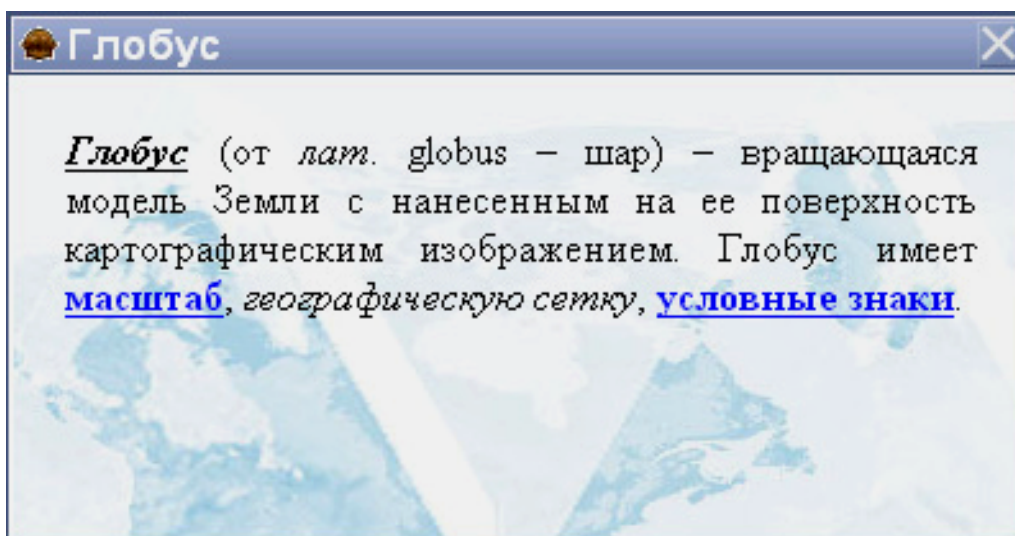 Глобус
Глобус (от лат. globus – шар) – вращающаяся
модель Земли с нанесенным на ее поверхность
картографическим изображением. Глобус имеет
масштаб, географическую сетку, условные знаки.